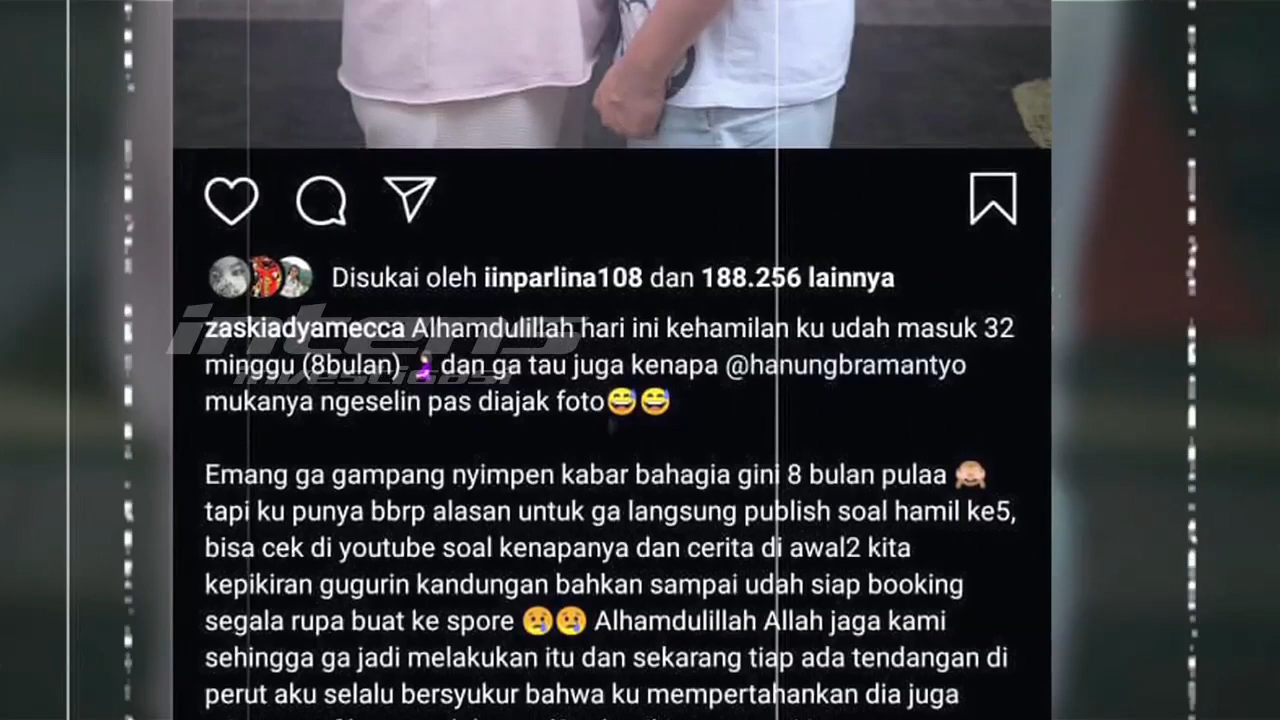 Disukai oleh iinparlina108 dan 188.256 lainnya
zaskiadyamecca Alhamdulillah hari ini kehamilan ku udah masuk 32
minggu (8bulan) 🤰 dan ga tau juga kenapa @hanungbramantyo
mukanya ngeselin pas diajak foto😅😅
intens
investigasi
Emang ga gampang nyimpen kabar bahagia gini 8 bulan pulaa 🙈
tapi ku punya bbrp alasan untuk ga langsung publish soal hamil ke5,
bisa cek di youtube soal kenapanya dan cerita di awal2 kita
kepikiran gugurin kandungan bahkan sampai udah siap booking
segala rupa buat ke spore 😢😢 Alhamdulillah Allah jaga kami
sehingga ga jadi melakukan itu dan sekarang tiap ada tendangan di
perut aku selalu bersyukur bahwa ku mempertahankan dia juga